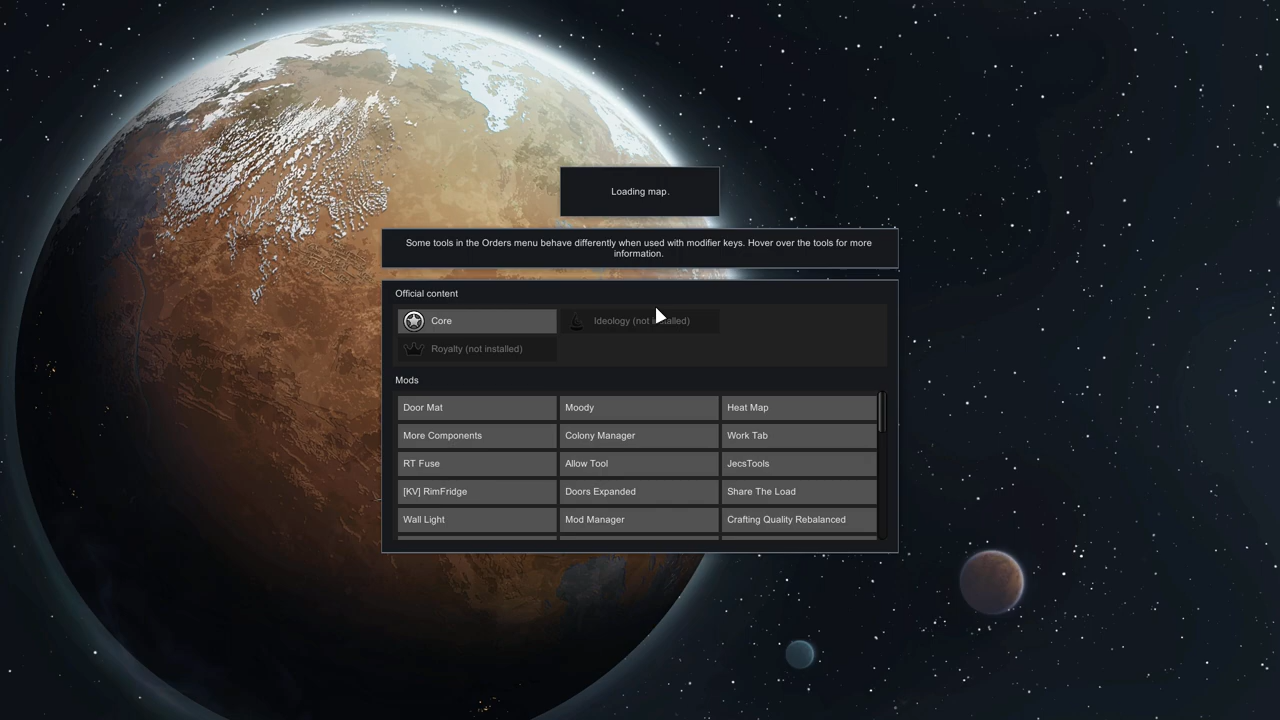 Loading map.
Some tools in the Orders menu behave differently when used with modifier keys. Hover over the tools for more
information.
Official content
Core
Ideology (not installed)
Royalty (not installed)
Mods
Door Mat
Moody
Heat Map
More Components
Colony Manager
Work Tab
RT Fuse
Allow Tool
JecsTools
[KV] RimFridge
Doors Expanded
Share The Load
Wall Light
Mod Manager
Crafting Quality Rebalanced